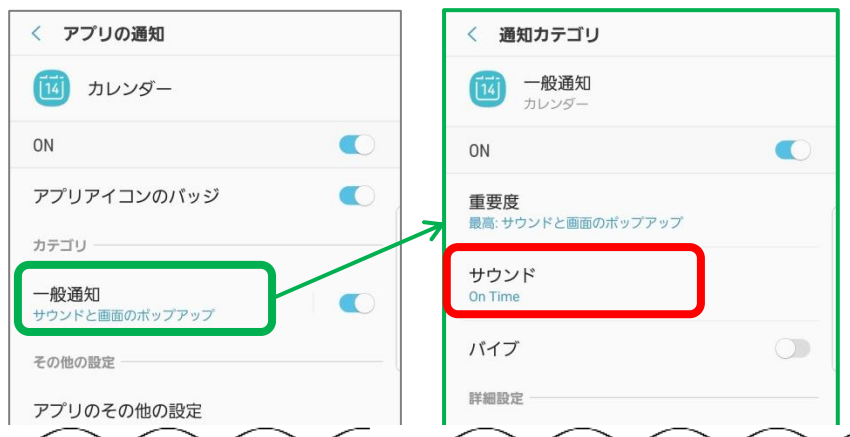 アプリの通知
14
カレンダー
ON
アプリアイコンのバッジ
カテゴリ
一般通知
サウンドと画面のポップアップ
その他の設定
アプリのその他の設定
通知カテゴリ
14
一般通知
カレンダー
ON
重要度
最高: サウンドと画面のポップアップ
サウンド
On Time
バイブ
詳細設定